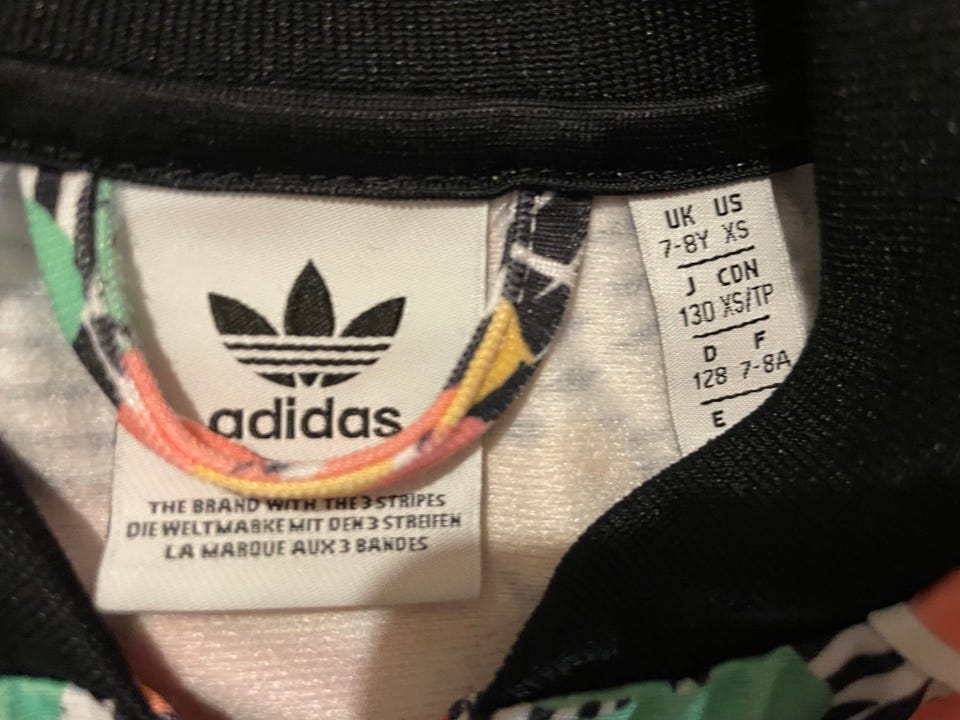 adidas
THE BRAND WITH THE 3 STRIPES
DIE WELTMARKE MIT DEN 3 STREIFEN
LA MARQUE AUX 3 BANDES
UK US
7-8Y XS
J CDN
130 XS/TP
D F
128 7-8A
E